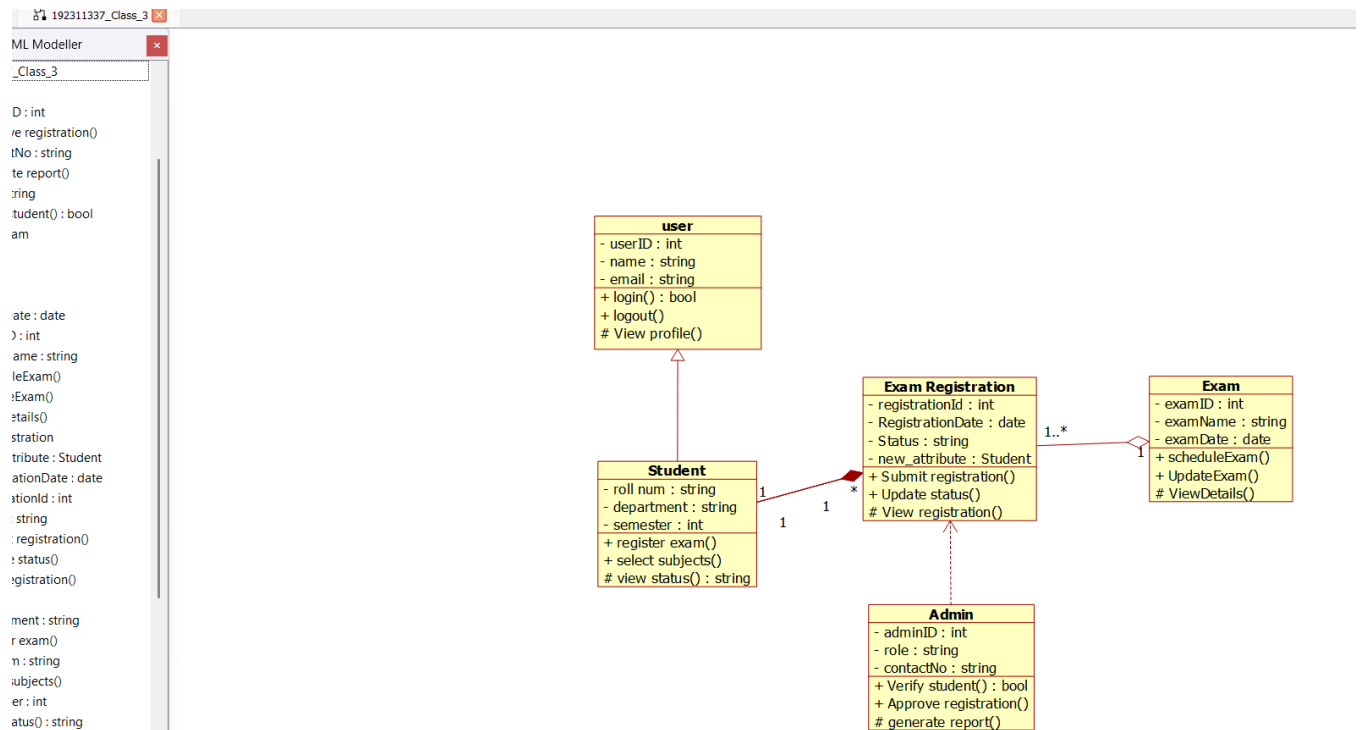 192311337_Class_3
ML Modeller
_Class_3
D : int
ve registration()
tNo : string
te report()
tring
tudent() : bool
am
ate : date
D : int
ame : string
leExam()
eExam()
etails()
stration
ttribute : Student
rationDate : date
ationId : int
: string
t registration()
e status()
egistration()
ment : string
r exam()
m : string
subjects()
er : int
atus() : string
user
- userID : int
- name : string
- email : string
+ login() : bool
+ logout()
# View profile()
Exam Registration
- registrationId : int
- RegistrationDate : date
- Status : string
- new_attribute : Student
+ Submit registration()
+ Update status()
# View registration()
1..*
1
Exam
- examID : int
- examName : string
- examDate : date
+ scheduleExam()
+ UpdateExam()
# ViewDetails()
Student
- roll num : string
- department : string
- semester : int
+ register exam()
+ select subjects()
# view status() : string
1
*
1
1
Admin
- adminID : int
- role : string
- contactNo : string
+ Verify student() : bool
+ Approve registration()
# generate report()